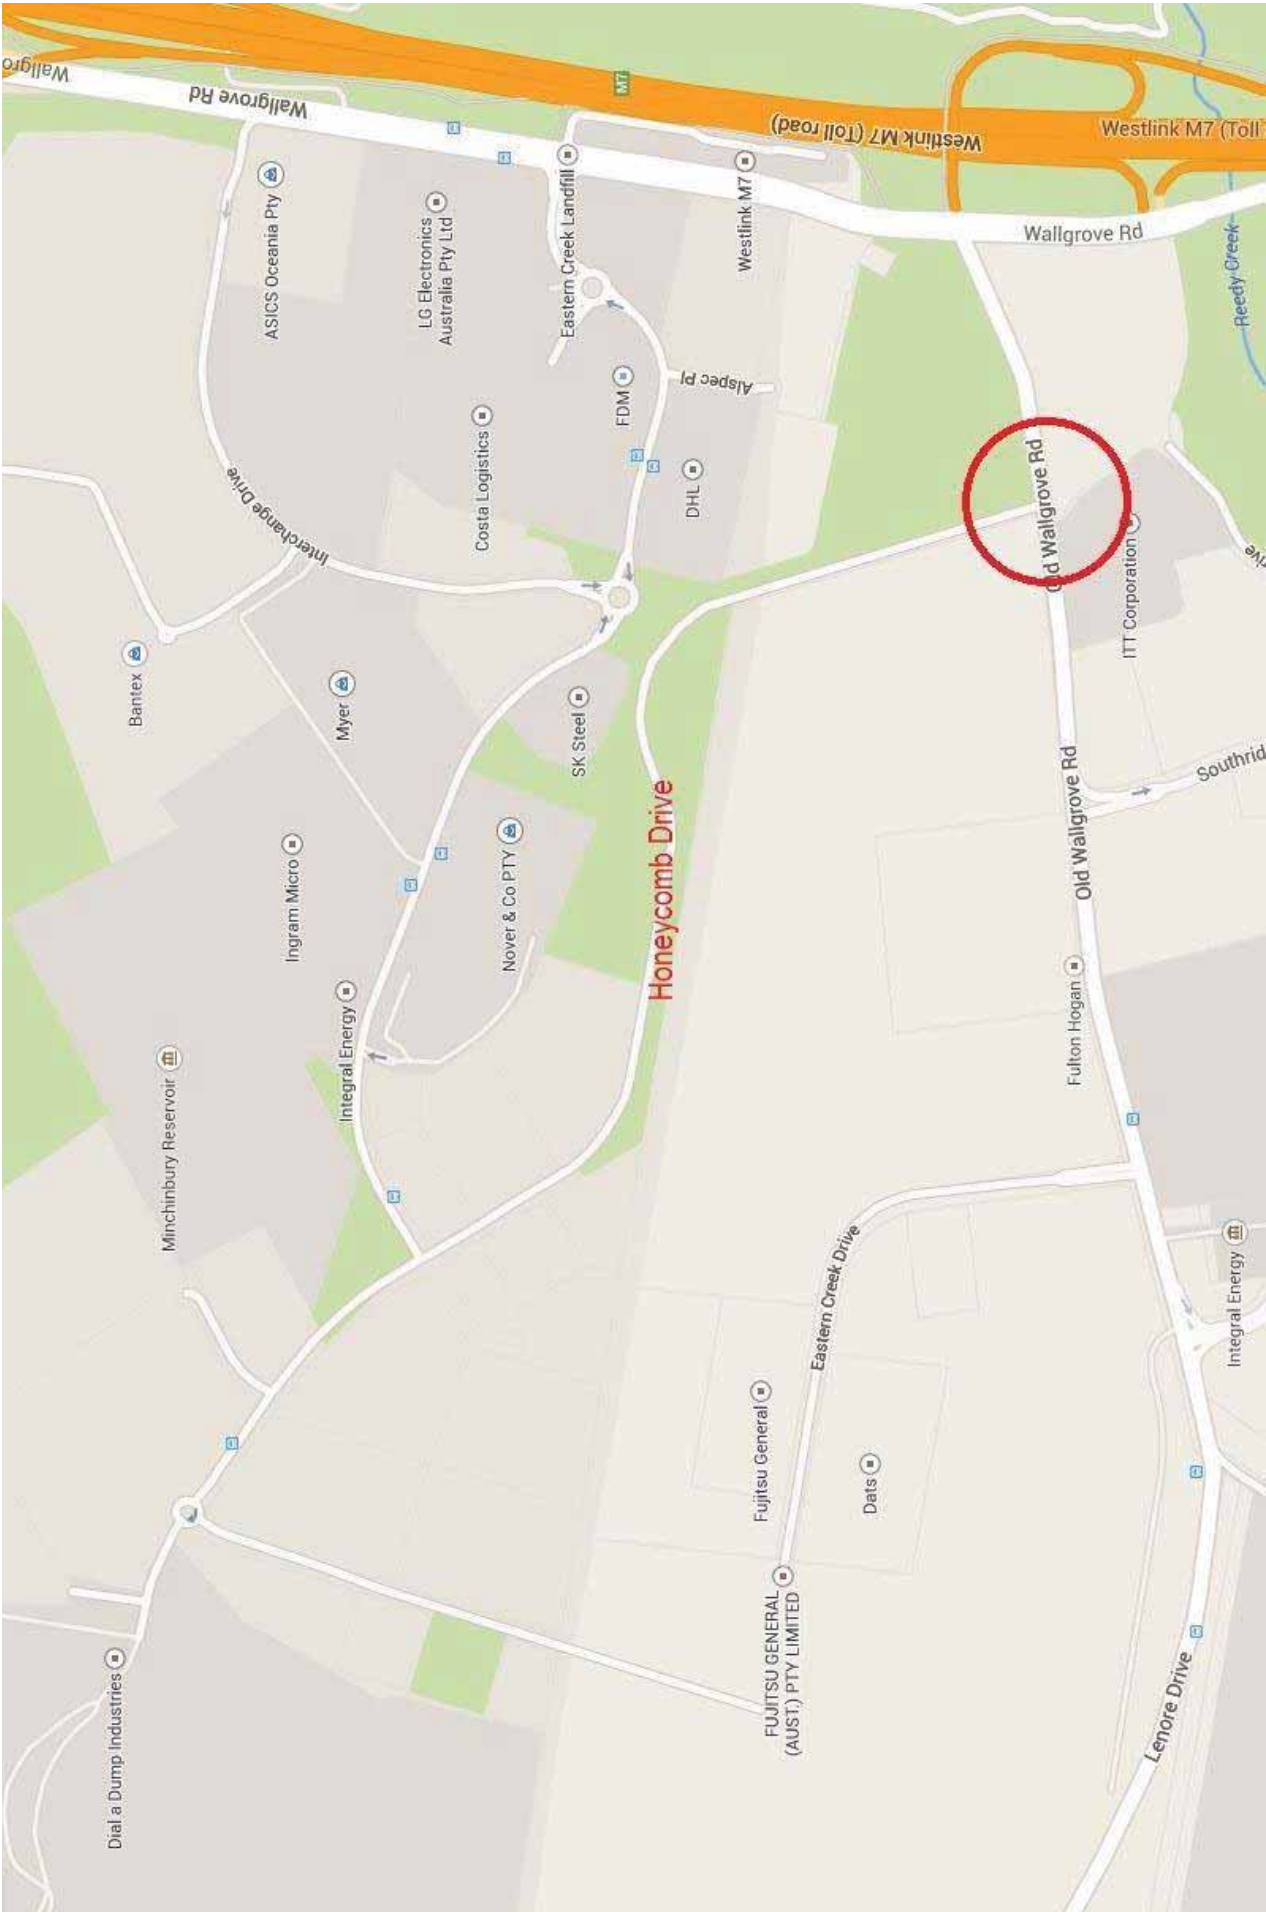 Wallgrove
Wallgrove Rd
M7
Westlink M7 (Toll road)
Westlink M7 (Toll
Wallgrove Rd
Reedy Creek
ASICS Oceania Pty
LG Electronics
Australia Pty Ltd
Eastern Creek Landfill
Westlink M7
FDM
Alspec Pl
Costa Logistics
DHL
Interchange Drive
Old Wallgrove Rd
ITT Corporation
ive
Bantex
Myer
SK Steel
Old Wallgrove Rd
Southrid
Ingram Micro
Nover & Co PTY
Honeycomb Drive
Integral Energy
Fulton Hogan
Minchinbury Reservoir
Eastern Creek Drive
Integral Energy
Fujitsu General
Dats
FUJITSU GENERAL
(AUST.) PTY LIMITED
Dial a Dump Industries
Lenore Drive